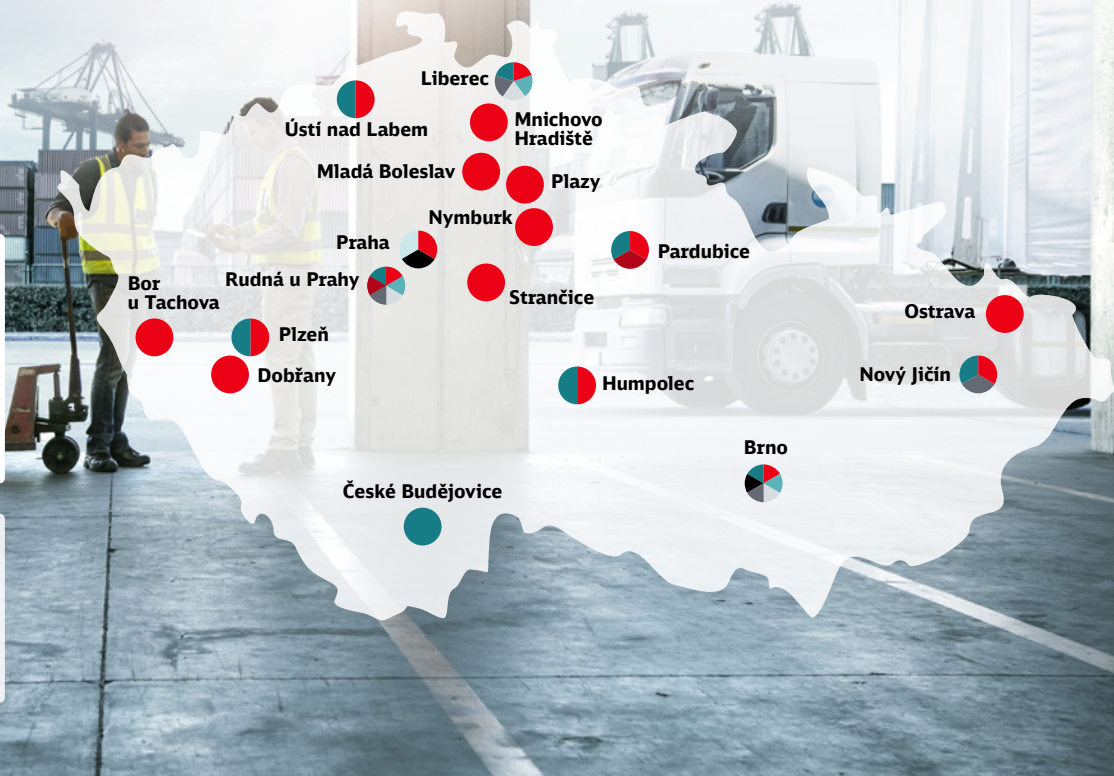 Liberec
Ústí nad Labem
Mnichovo
Hradiště
Mladá Boleslav
Plazy
Nymburk
Praha
Pardubice
Rudná u Prahy
Bor
u Tachova
Strančice
Ostrava
Plzeň
Dobřany
Humpolec
Nový Jičín
Brno
České Budějovice